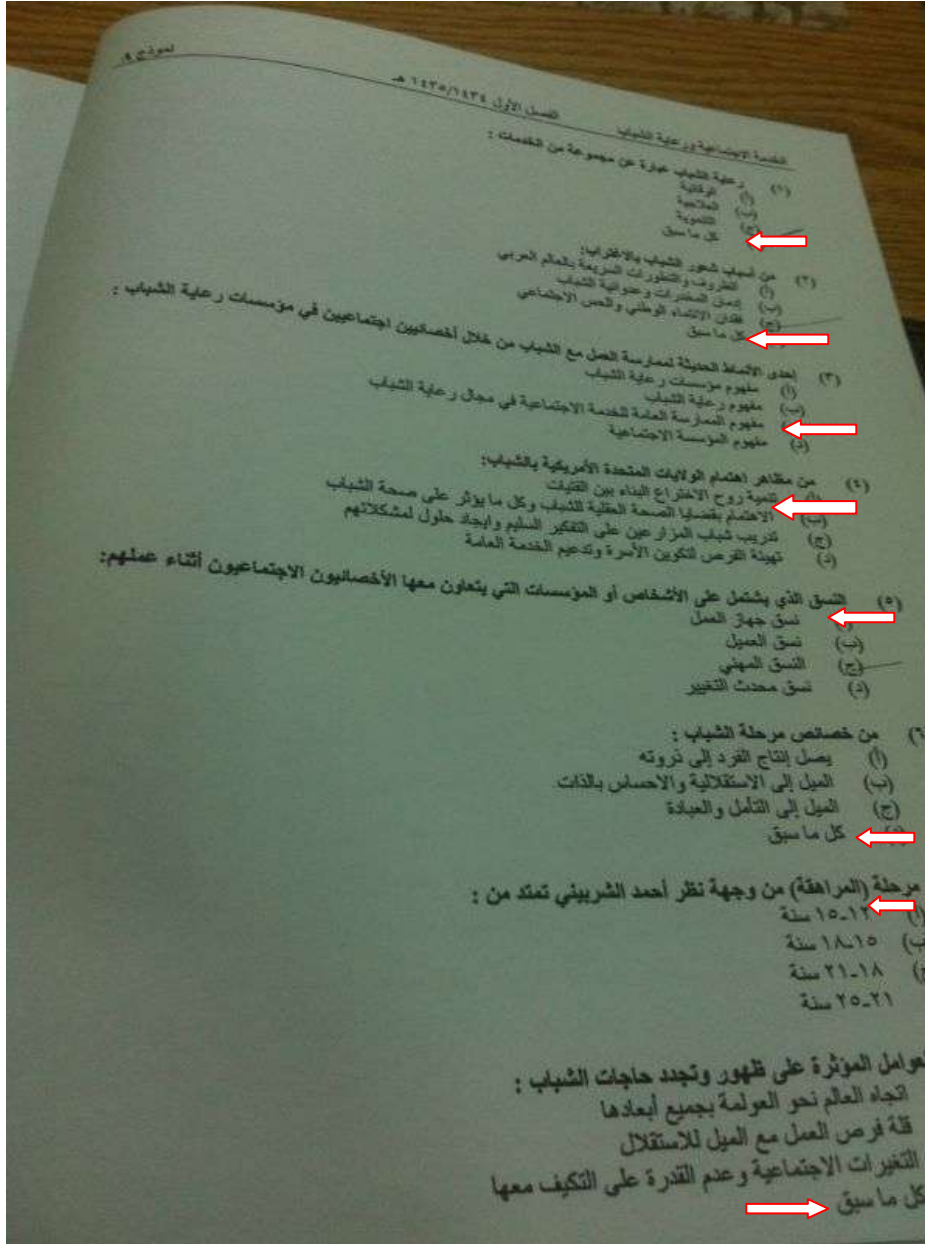 الخدمة الاجتماعية ورعاية الشباب الفصل الأول ١٤٣٥/١٤٣٤ هـ نموذج
(١) رعاية الشباب عبارة عن مجموعة من الخدمات :
(أ) الوقائية
(ب) العلاجية
(ج) التنموية
كل ما سبق
(٢) من أسباب شعور الشباب بالاغتراب:
(أ) الظروف والتطورات السريعة بالعالم العربي
(ب) إدمان المخدرات وعدوانية الشباب
(ج) فقدان الانتماء الوطني والحس الاجتماعي
كل ما سبق
(٣) إحدى الأنماط الحديثة لممارسة العمل مع الشباب من خلال أخصائيين اجتماعيين في مؤسسات رعاية الشباب :
(أ) مفهوم مؤسسات رعاية الشباب
(ب) مفهوم رعاية الشباب
مفهوم الممارسة العامة للخدمة الاجتماعية في مجال رعاية الشباب
(د) مفهوم المؤسسة الاجتماعية
(٤) من مظاهر اهتمام الولايات المتحدة الأمريكية بالشباب:
تنمية روح الاختراع البناء بين الفتيات
(ب) الاهتمام بقضايا الصحة العقلية للشباب وكل ما يؤثر على صحة الشباب
(ج) تدريب شباب المزارعين على التفكير السليم وايجاد حلول لمشكلاتهم
(د) تهيئة الفرص لتكوين الأسرة وتدعيم الخدمة العامة
(٥) النسق الذي يشتمل على الأشخاص أو المؤسسات التي يتعاون معها الأخصائيون الاجتماعيون أثناء عملهم:
نسق جهاز العمل
(ب) نسق العميل
(ج) النسق المهني
(د) نسق محدث التغيير
٦) من خصائص مرحلة الشباب :
(أ) يصل إنتاج الفرد إلى ذروته
(ب) الميل إلى الاستقلالية والاحساس بالذات
(ج) الميل إلى التأمل والعبادة
كل ما سبق
مرحلة (المراهقة) من وجهة نظر أحمد الشربيني تمتد من :
(أ) ١٢-١٥ سنة
ب) ١٥-١٨ سنة
١٨-٢١ سنة
٢١-٢٥ سنة
العوامل المؤثرة على ظهور وتجدد حاجات الشباب :
اتجاه العالم نحو العولمة بجميع أبعادها
قلة فرص العمل مع الميل للاستقلال
التغيرات الاجتماعية وعدم القدرة على التكيف معها
كل ما سبق